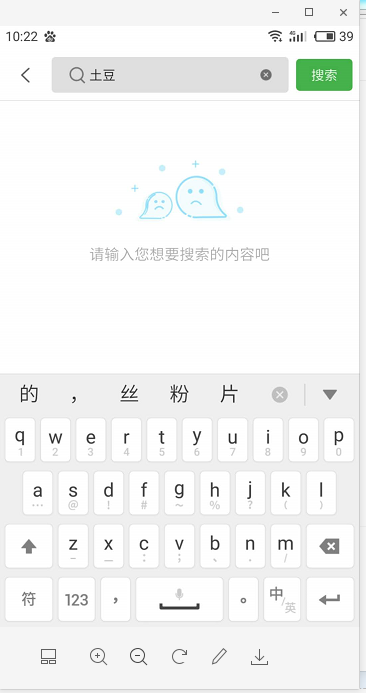 10:22 4G 39
土豆 搜索
请输入您想要搜索的内容吧
的 ， 丝 粉 片
q w e r t y u i o p
1 2 3 4 5 6 7 8 9 0
a s d f g h j k l
… @ ! # ~ % ? ( )
z x c v b n m
– — : ; 、 . /
符 123 ， 。 中/英